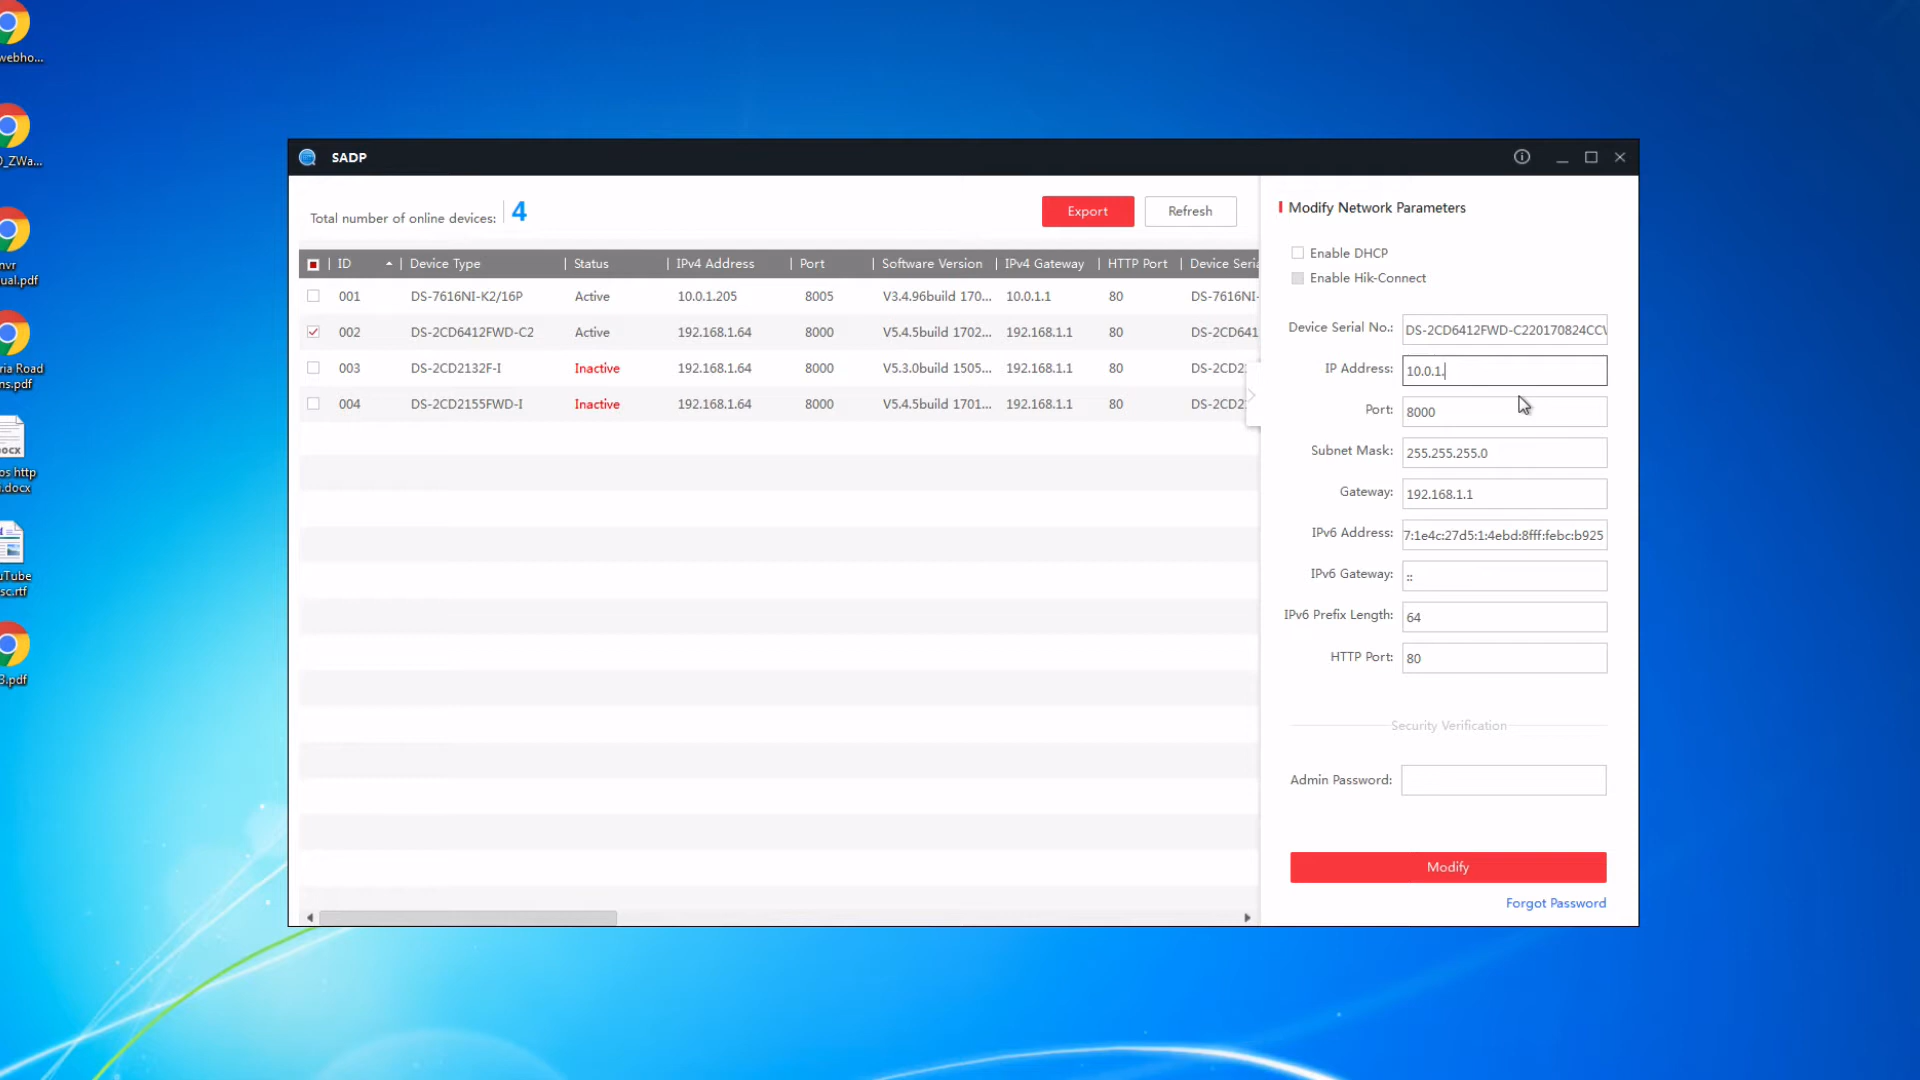 webho...
0_ZWa...
nvr
ual.pdf
ria Road
ns.pdf
os http
i.docx
uTube
sc.rtf
3.pdf
SADP
Total number of online devices: 4
Export
Refresh
ID Device Type Status IPv4 Address Port Software Version IPv4 Gateway HTTP Port Device Seria
001 DS-7616NI-K2/16P Active 10.0.1.205 8005 V3.4.96build 170... 10.0.1.1 80 DS-7616NI-
002 DS-2CD6412FWD-C2 Active 192.168.1.64 8000 V5.4.5build 1702... 192.168.1.1 80 DS-2CD641
003 DS-2CD2132F-I Inactive 192.168.1.64 8000 V5.3.0build 1505... 192.168.1.1 80 DS-2CD2
004 DS-2CD2155FWD-I Inactive 192.168.1.64 8000 V5.4.5build 1701... 192.168.1.1 80 DS-2CD2
Modify Network Parameters
Enable DHCP
Enable Hik-Connect
Device Serial No.: DS-2CD6412FWD-C220170824CCV
IP Address: 10.0.1.
Port: 8000
Subnet Mask: 255.255.255.0
Gateway: 192.168.1.1
IPv6 Address: 7:1e4c:27d5:1:4ebd:8fff:febc:b925
IPv6 Gateway: ::
IPv6 Prefix Length: 64
HTTP Port: 80
Security Verification
Admin Password:
Modify
Forgot Password